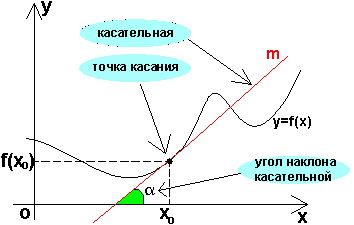 y
касательная
m
точка касания
y=f(x)
f(x₀)
угол наклона
касательной
α
o
x₀
x